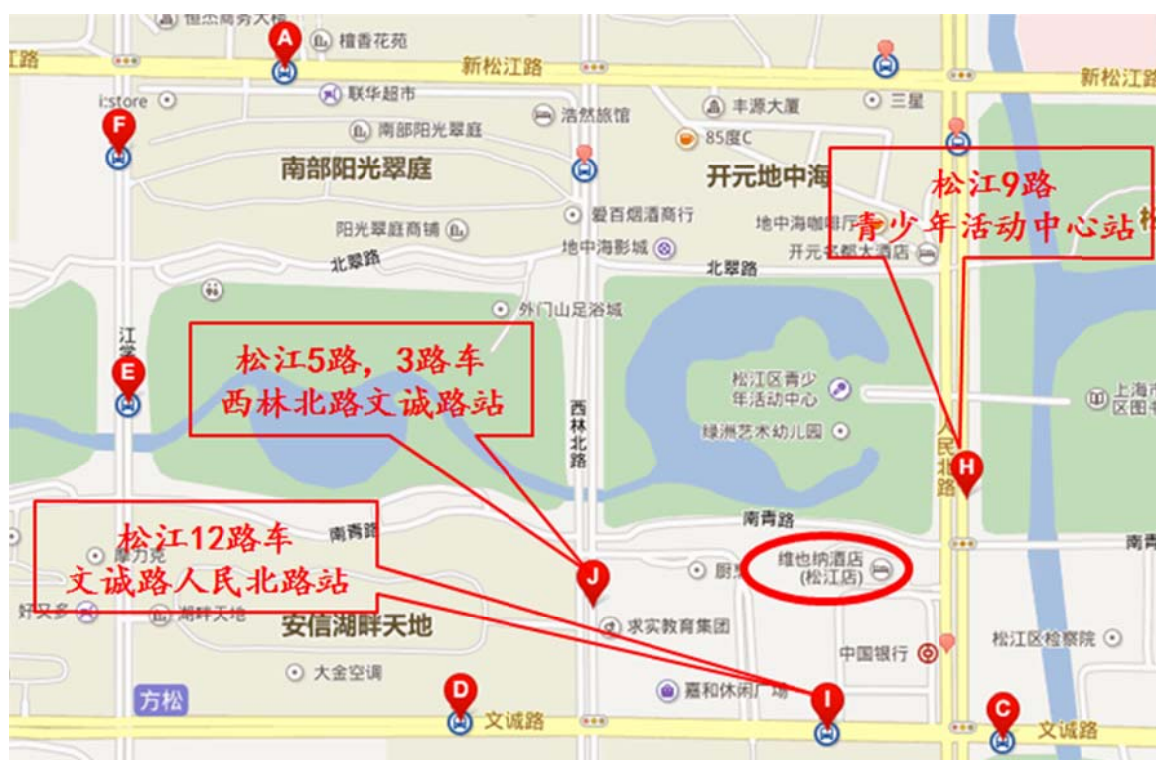 恒杰商务大楼
A
檀香花苑
江路
新松江路
新松江路
i:store
联华超市
浩然旅馆
丰源大厦
三星
F
南部阳光翠庭
85度C
南部阳光翠庭
开元地中海
松江9路
青少年活动中心站
爱百烟酒商行
阳光翠庭商铺
地中海影城
地中海咖啡厅
开元名都大酒店
北翠路
北翠路
外门山足浴城
江学
E
松江5路，3路车
西林北路文诚路站
松江区青少
年活动中心
上海市
区图书
绿洲艺术幼儿园
西林北路
人民北路
H
南青路
南青路
南青
松江12路车
文诚路人民北路站
摩力克
维也纳酒店
(松江店)
厨
J
好又多
湖畔天地
安信湖畔天地
求实教育集团
中国银行
松江区检察院
大金空调
方松
D
嘉和休闲广场
I
C
文诚路
文诚路